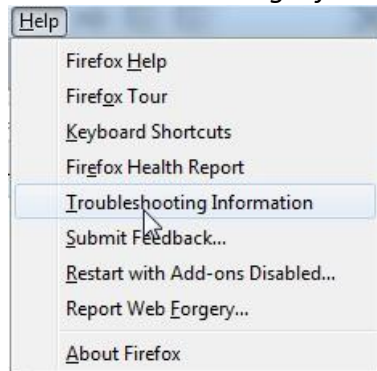 Help
Firefox Help
Firefox Tour
Keyboard Shortcuts
Firefox Health Report
Troubleshooting Information
Submit Feedback...
Restart with Add-ons Disabled...
Report Web Forgery...
About Firefox